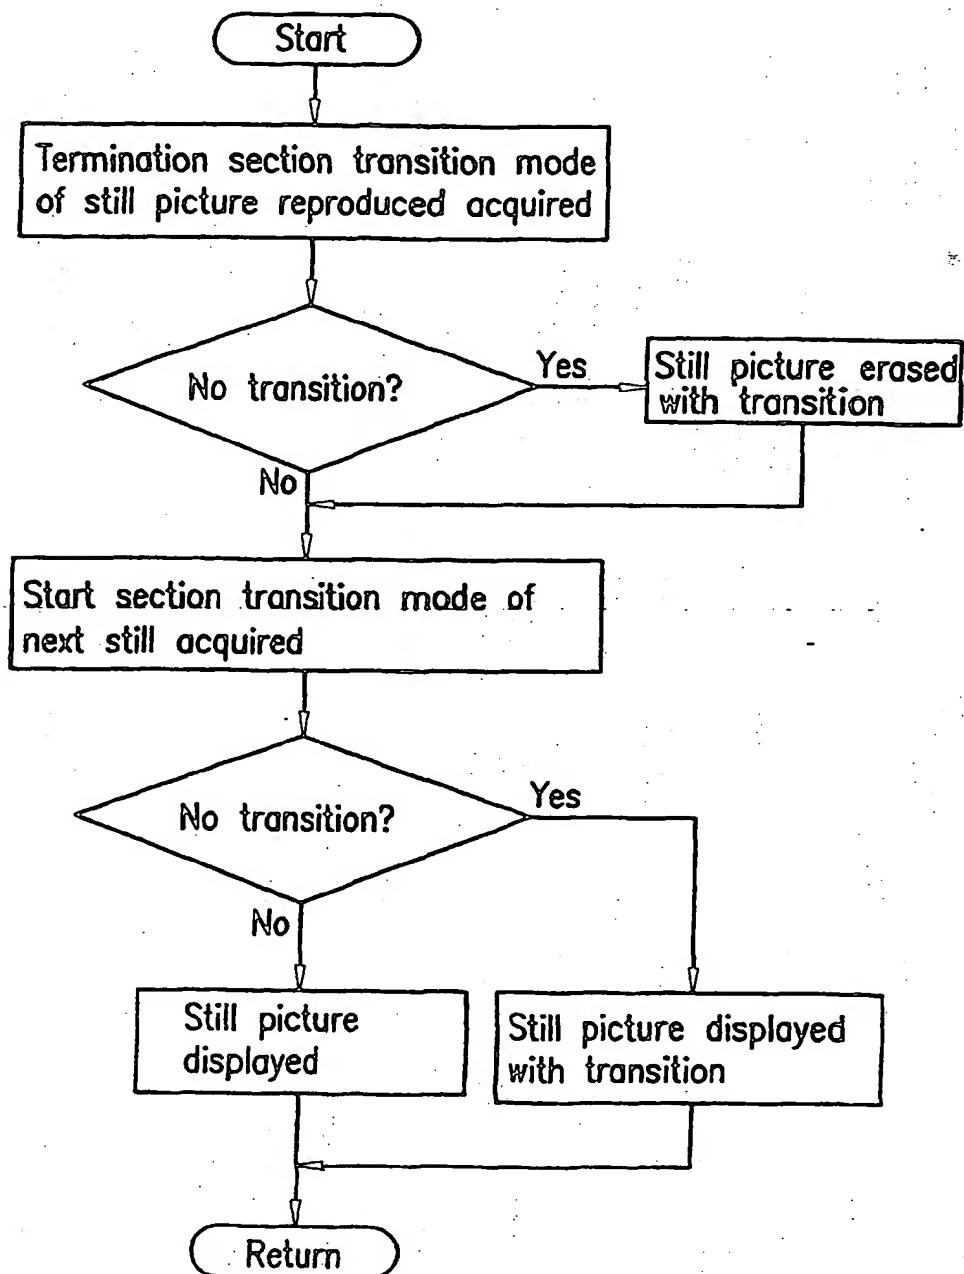 Start
Termination section transition mode
of still picture reproduced acquired
No transition?
Yes
Still picture erased
with transition
No
Start section transition mode of
next still acquired
No transition?
Yes
No
Still picture
displayed
Still picture displayed
with transition
Return